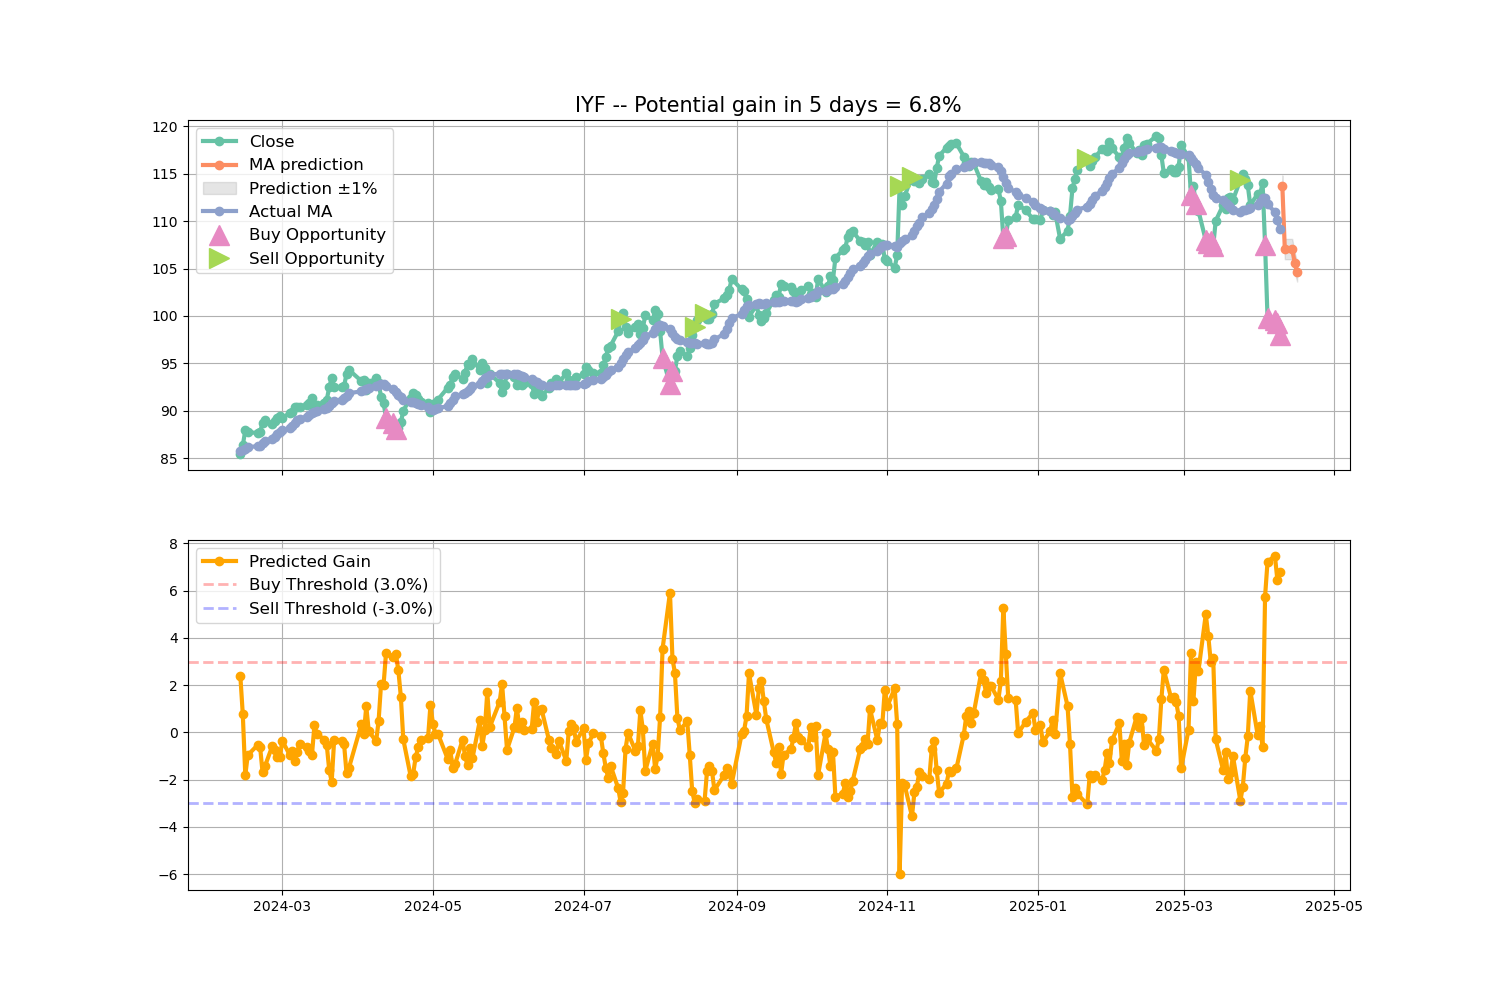 IYF -- Potential gain in 5 days = 6.8%
120
115
110
105
100
95
90
85
Close
MA prediction
Prediction ±1%
Actual MA
Buy Opportunity
Sell Opportunity
8
6
4
2
0
−2
−4
−6
Predicted Gain
Buy Threshold (3.0%)
Sell Threshold (-3.0%)
2024-03
2024-05
2024-07
2024-09
2024-11
2025-01
2025-03
2025-05